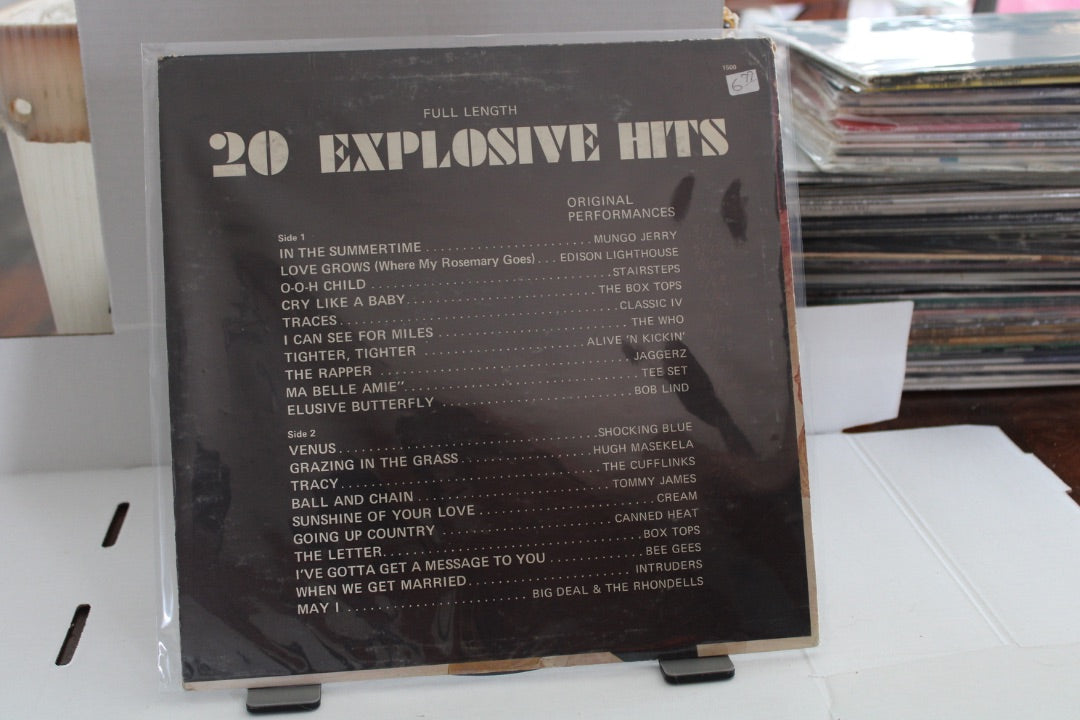 1500
6.99
FULL LENGTH
20 EXPLOSIVE HITS
ORIGINAL
PERFORMANCES
Side 1
IN THE SUMMERTIME . . . . . . . . . . . . . . . . . . . . . . . MUNGO JERRY
LOVE GROWS (Where My Rosemary Goes) . . . EDISON LIGHTHOUSE
O-O-H CHILD . . . . . . . . . . . . . . . . . . . . . . . . . . . . . . . . . STAIRSTEPS
CRY LIKE A BABY . . . . . . . . . . . . . . . . . . . . . . . . . . THE BOX TOPS
TRACES . . . . . . . . . . . . . . . . . . . . . . . . . . . . . . . . . . . . . CLASSIC IV
I CAN SEE FOR MILES . . . . . . . . . . . . . . . . . . . . . . . . . . THE WHO
TIGHTER, TIGHTER . . . . . . . . . . . . . . . . . . . . . . ALIVE 'N KICKIN'
THE RAPPER . . . . . . . . . . . . . . . . . . . . . . . . . . . . . . . . . . JAGGERZ
MA BELLE AMIE" . . . . . . . . . . . . . . . . . . . . . . . . . . . . . . . TEE SET
ELUSIVE BUTTERFLY . . . . . . . . . . . . . . . . . . . . . . . . . . BOB LIND
Side 2
VENUS . . . . . . . . . . . . . . . . . . . . . . . . . . . . . . . . . . SHOCKING BLUE
GRAZING IN THE GRASS . . . . . . . . . . . . . . . . . . HUGH MASEKELA
TRACY . . . . . . . . . . . . . . . . . . . . . . . . . . . . . . . . . . THE CUFFLINKS
BALL AND CHAIN . . . . . . . . . . . . . . . . . . . . . . . . . . TOMMY JAMES
SUNSHINE OF YOUR LOVE . . . . . . . . . . . . . . . . . . . . . . . . CREAM
GOING UP COUNTRY . . . . . . . . . . . . . . . . . . . . . . . CANNED HEAT
THE LETTER . . . . . . . . . . . . . . . . . . . . . . . . . . . . . . . . . . BOX TOPS
I'VE GOTTA GET A MESSAGE TO YOU . . . . . . . . . . . . . BEE GEES
WHEN WE GET MARRIED . . . . . . . . . . . . . . . . . . . . . . INTRUDERS
MAY I . . . . . . . . . . . . . . . . . . . . . . . . BIG DEAL & THE RHONDELLS